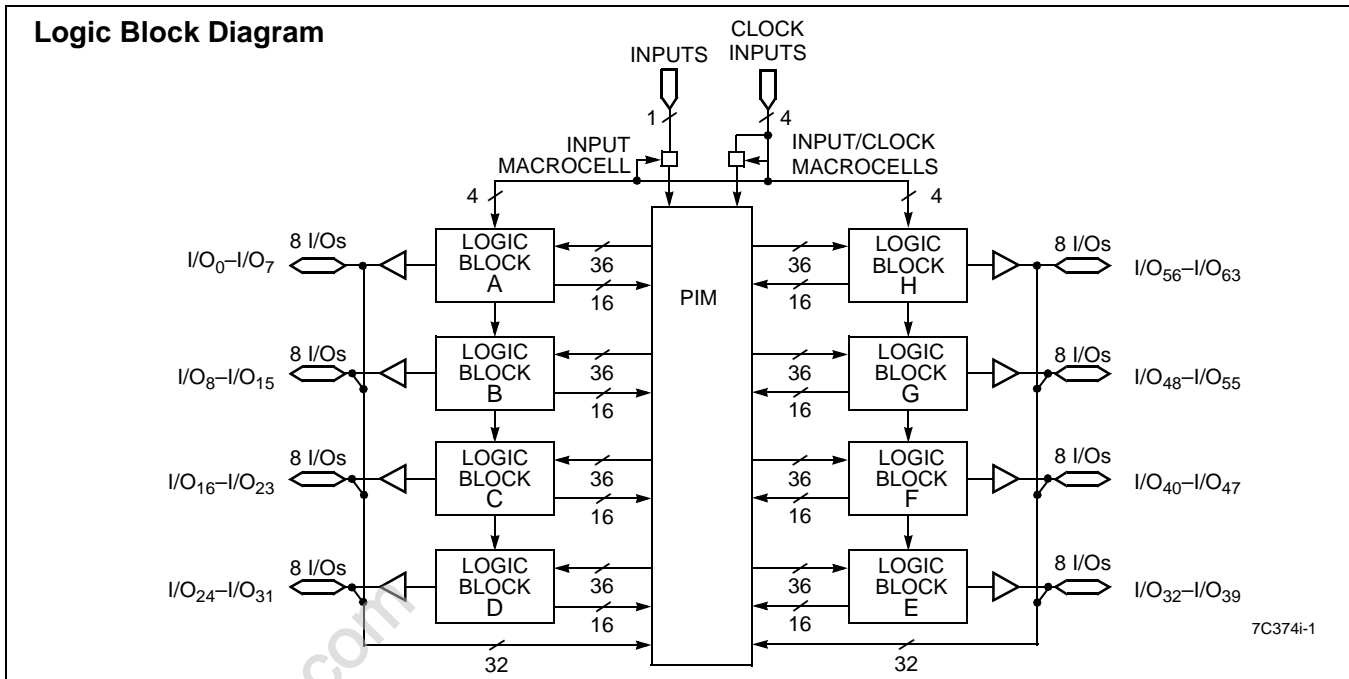 Logic Block Diagram
CLOCK
INPUTS
INPUTS
1
4
INPUT
MACROCELL
INPUT/CLOCK
MACROCELLS
4
4
8 I/Os
I/O0–I/O7
LOGIC
BLOCK
A
36
16
PIM
36
16
LOGIC
BLOCK
H
8 I/Os
I/O56–I/O63
8 I/Os
I/O8–I/O15
LOGIC
BLOCK
B
36
16
36
16
LOGIC
BLOCK
G
8 I/Os
I/O48–I/O55
8 I/Os
I/O16–I/O23
LOGIC
BLOCK
C
36
16
36
16
LOGIC
BLOCK
F
8 I/Os
I/O40–I/O47
8 I/Os
I/O24–I/O31
LOGIC
BLOCK
D
36
16
36
16
LOGIC
BLOCK
E
8 I/Os
I/O32–I/O39
32
32
7C374i-1
.com